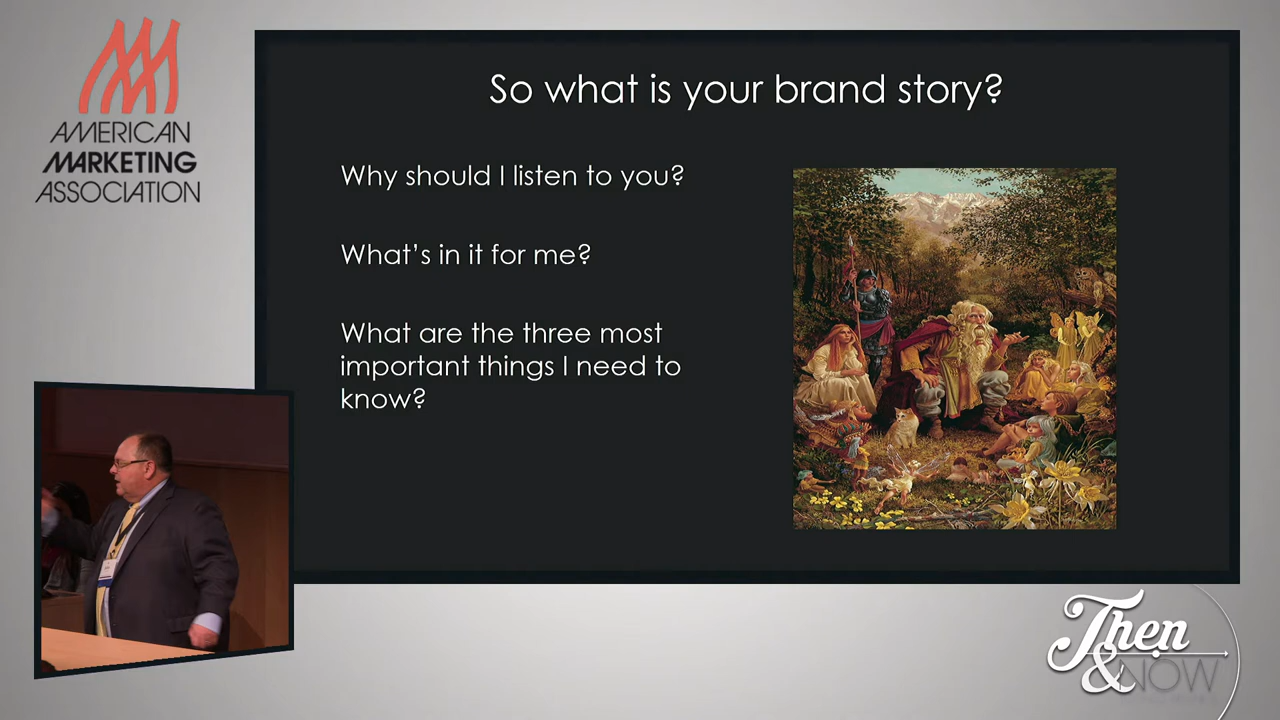 AMERICAN
MARKETING
ASSOCIATION
So what is your brand story?
Why should I listen to you?
What's in it for me?
What are the three most
important things I need to
know?
Then
& NOW